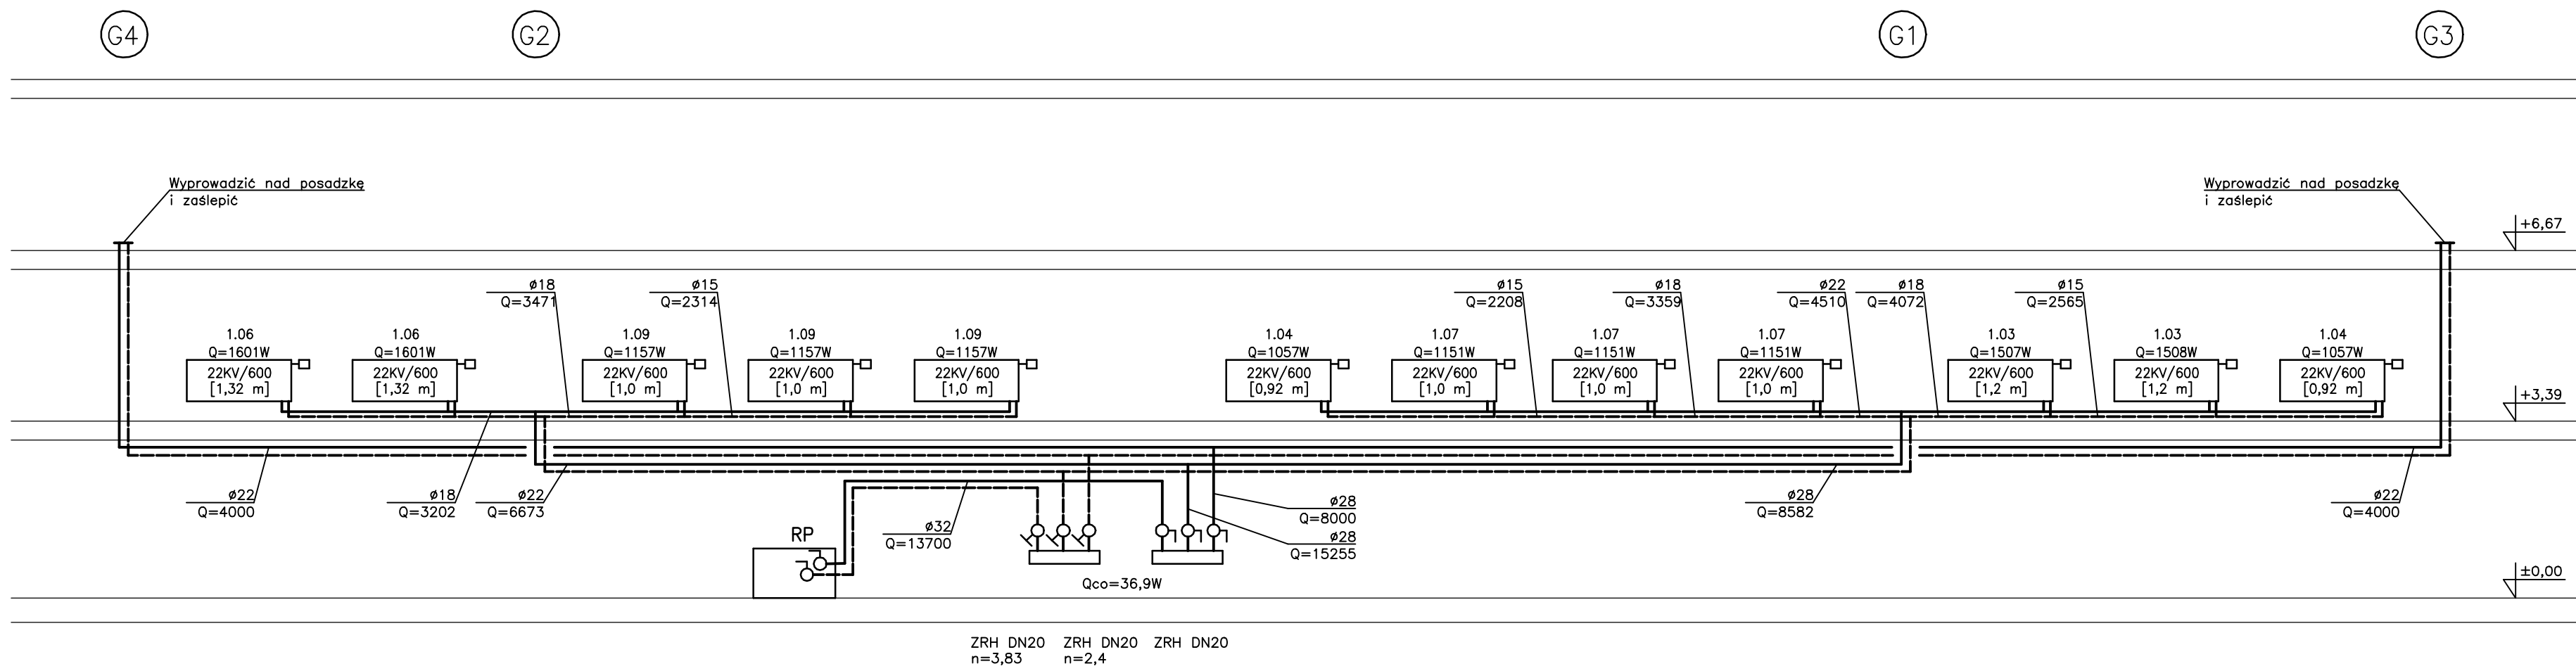 G4
G2
G1
G3
Wyprowadzić nad posadzkę
i zaślepić
Wyprowadzić nad posadzkę
i zaślepić
+6,67
ø18
Q=3471
ø15
Q=2314
ø15
Q=2208
ø18
Q=3359
ø22
Q=4510
ø18
Q=4072
ø15
Q=2565
1.06
Q=1601W
22KV/600
[1,32 m]
1.06
Q=1601W
22KV/600
[1,32 m]
1.09
Q=1157W
22KV/600
[1,0 m]
1.09
Q=1157W
22KV/600
[1,0 m]
1.09
Q=1157W
22KV/600
[1,0 m]
1.04
Q=1057W
22KV/600
[0,92 m]
1.07
Q=1151W
22KV/600
[1,0 m]
1.07
Q=1151W
22KV/600
[1,0 m]
1.07
Q=1151W
22KV/600
[1,0 m]
1.03
Q=1507W
22KV/600
[1,2 m]
1.03
Q=1508W
22KV/600
[1,2 m]
1.04
Q=1057W
22KV/600
[0,92 m]
+3,39
ø22
Q=4000
ø18
Q=3202
ø22
Q=6673
ø32
Q=13700
ø28
Q=8000
ø28
Q=15255
ø28
Q=8582
ø22
Q=4000
RP
Qco=36,9W
±0,00
ZRH DN20 ZRH DN20 ZRH DN20
n=3,83 n=2,4